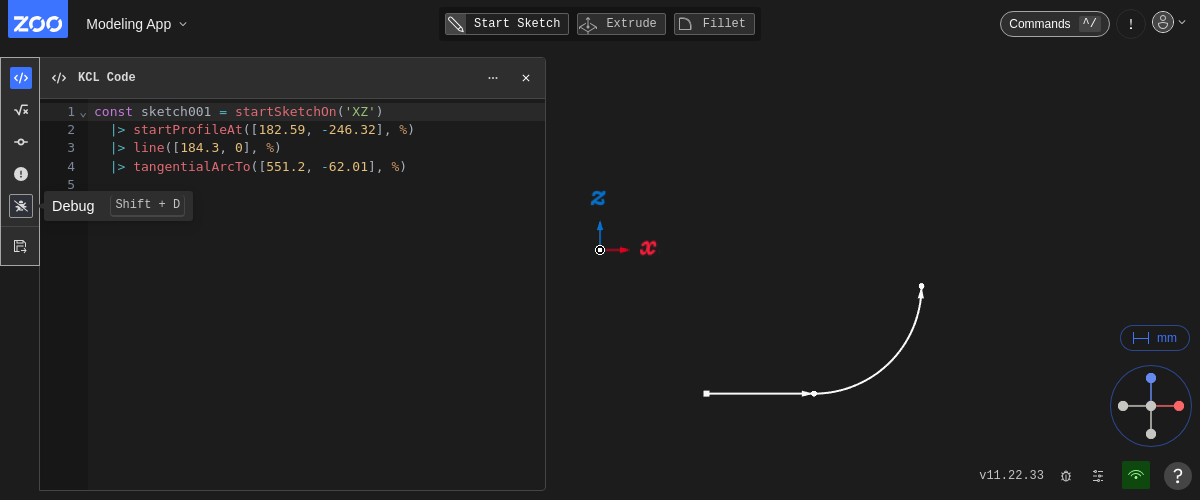 ZOO
Modeling App
Start Sketch
Extrude
Fillet
Commands ^/
!
KCL Code
1 const sketch001 = startSketchOn('XZ')
2 |> startProfileAt([182.59, -246.32], %)
3 |> line([184.3, 0], %)
4 |> tangentialArcTo([551.2, -62.01], %)
5
Debug Shift + D
z
x
mm
v11.22.33
?